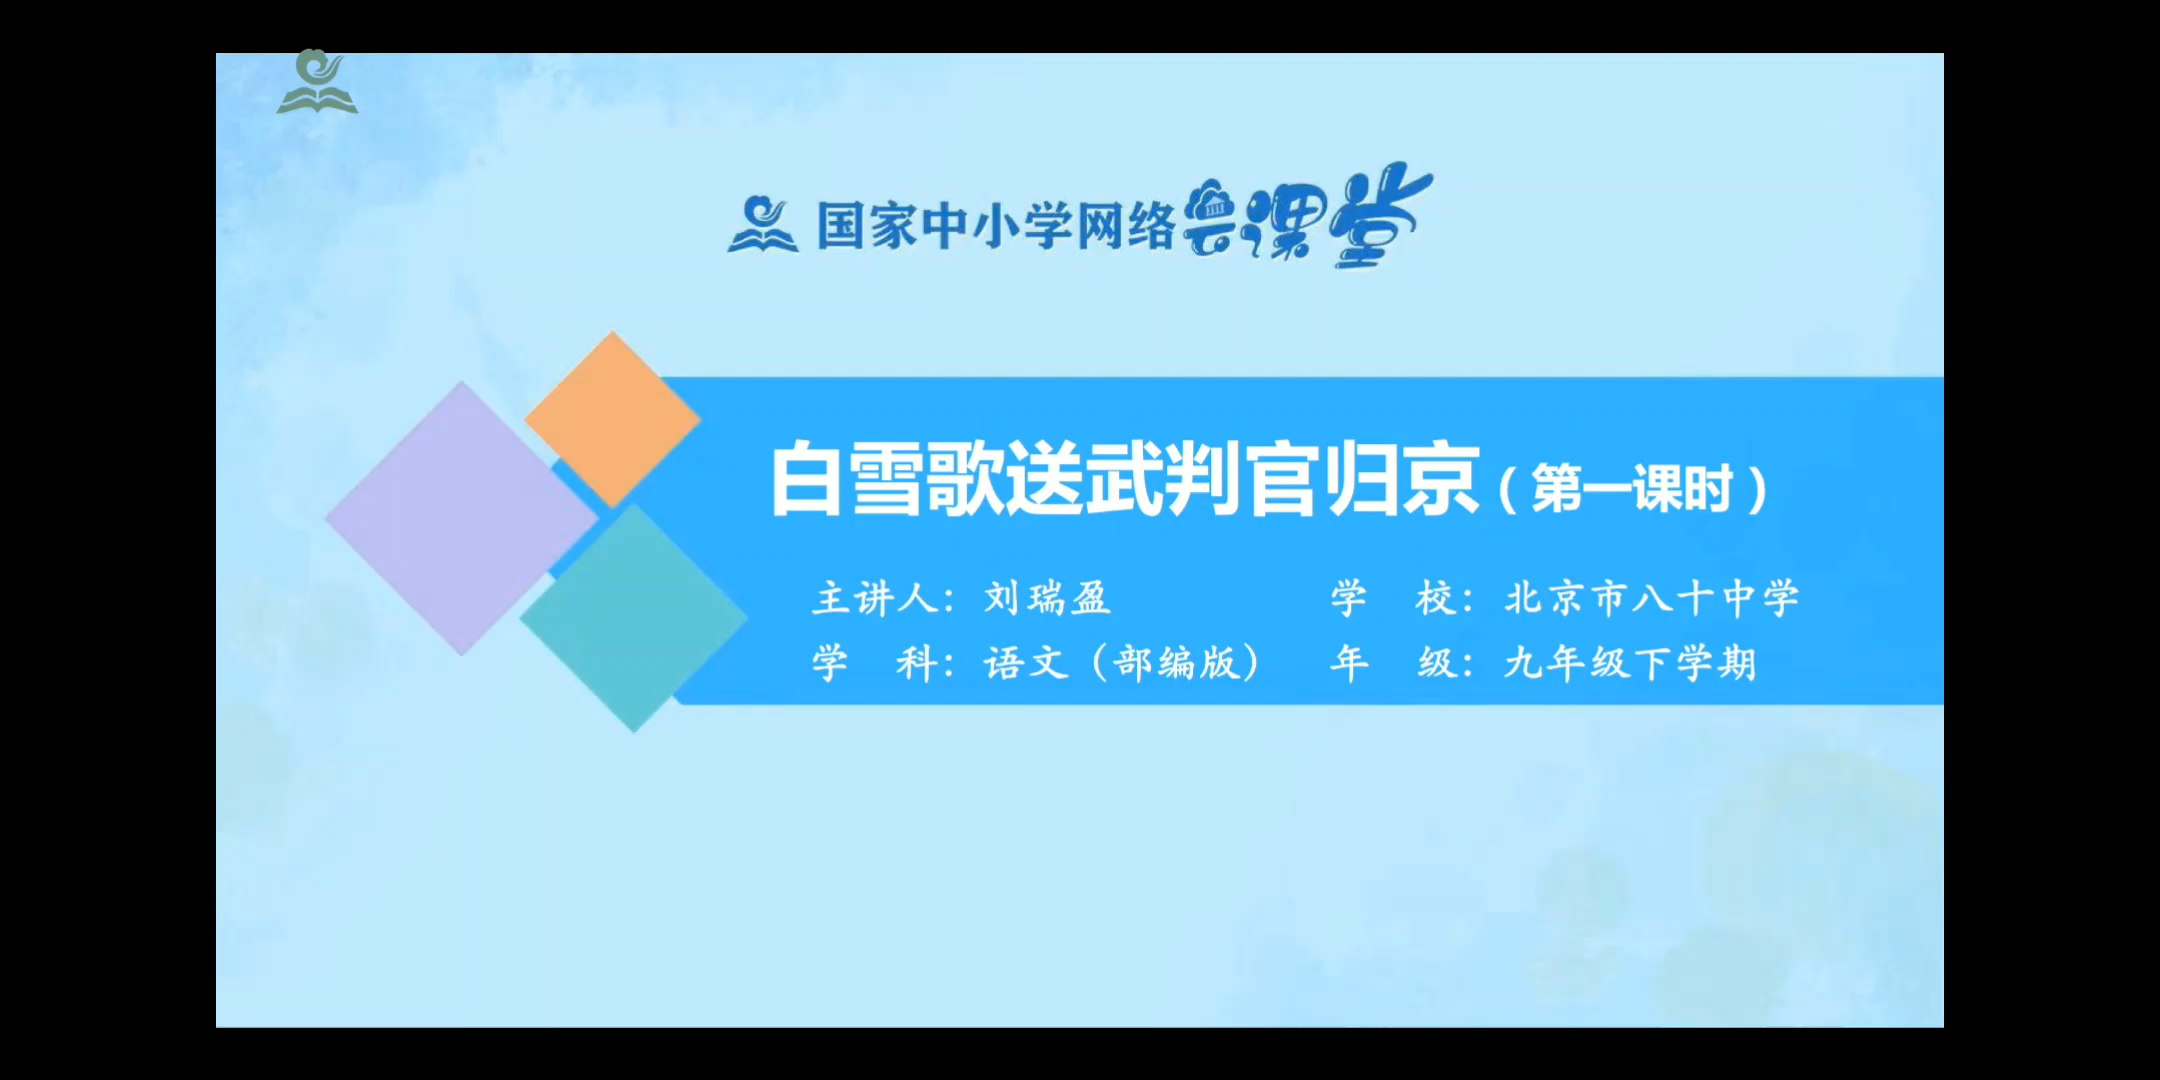 国家中小学网络云课堂
白雪歌送武判官归京（第一课时）
主讲人：刘瑞盈 学 校：北京市八十中学
学 科：语文（部编版） 年 级：九年级下学期